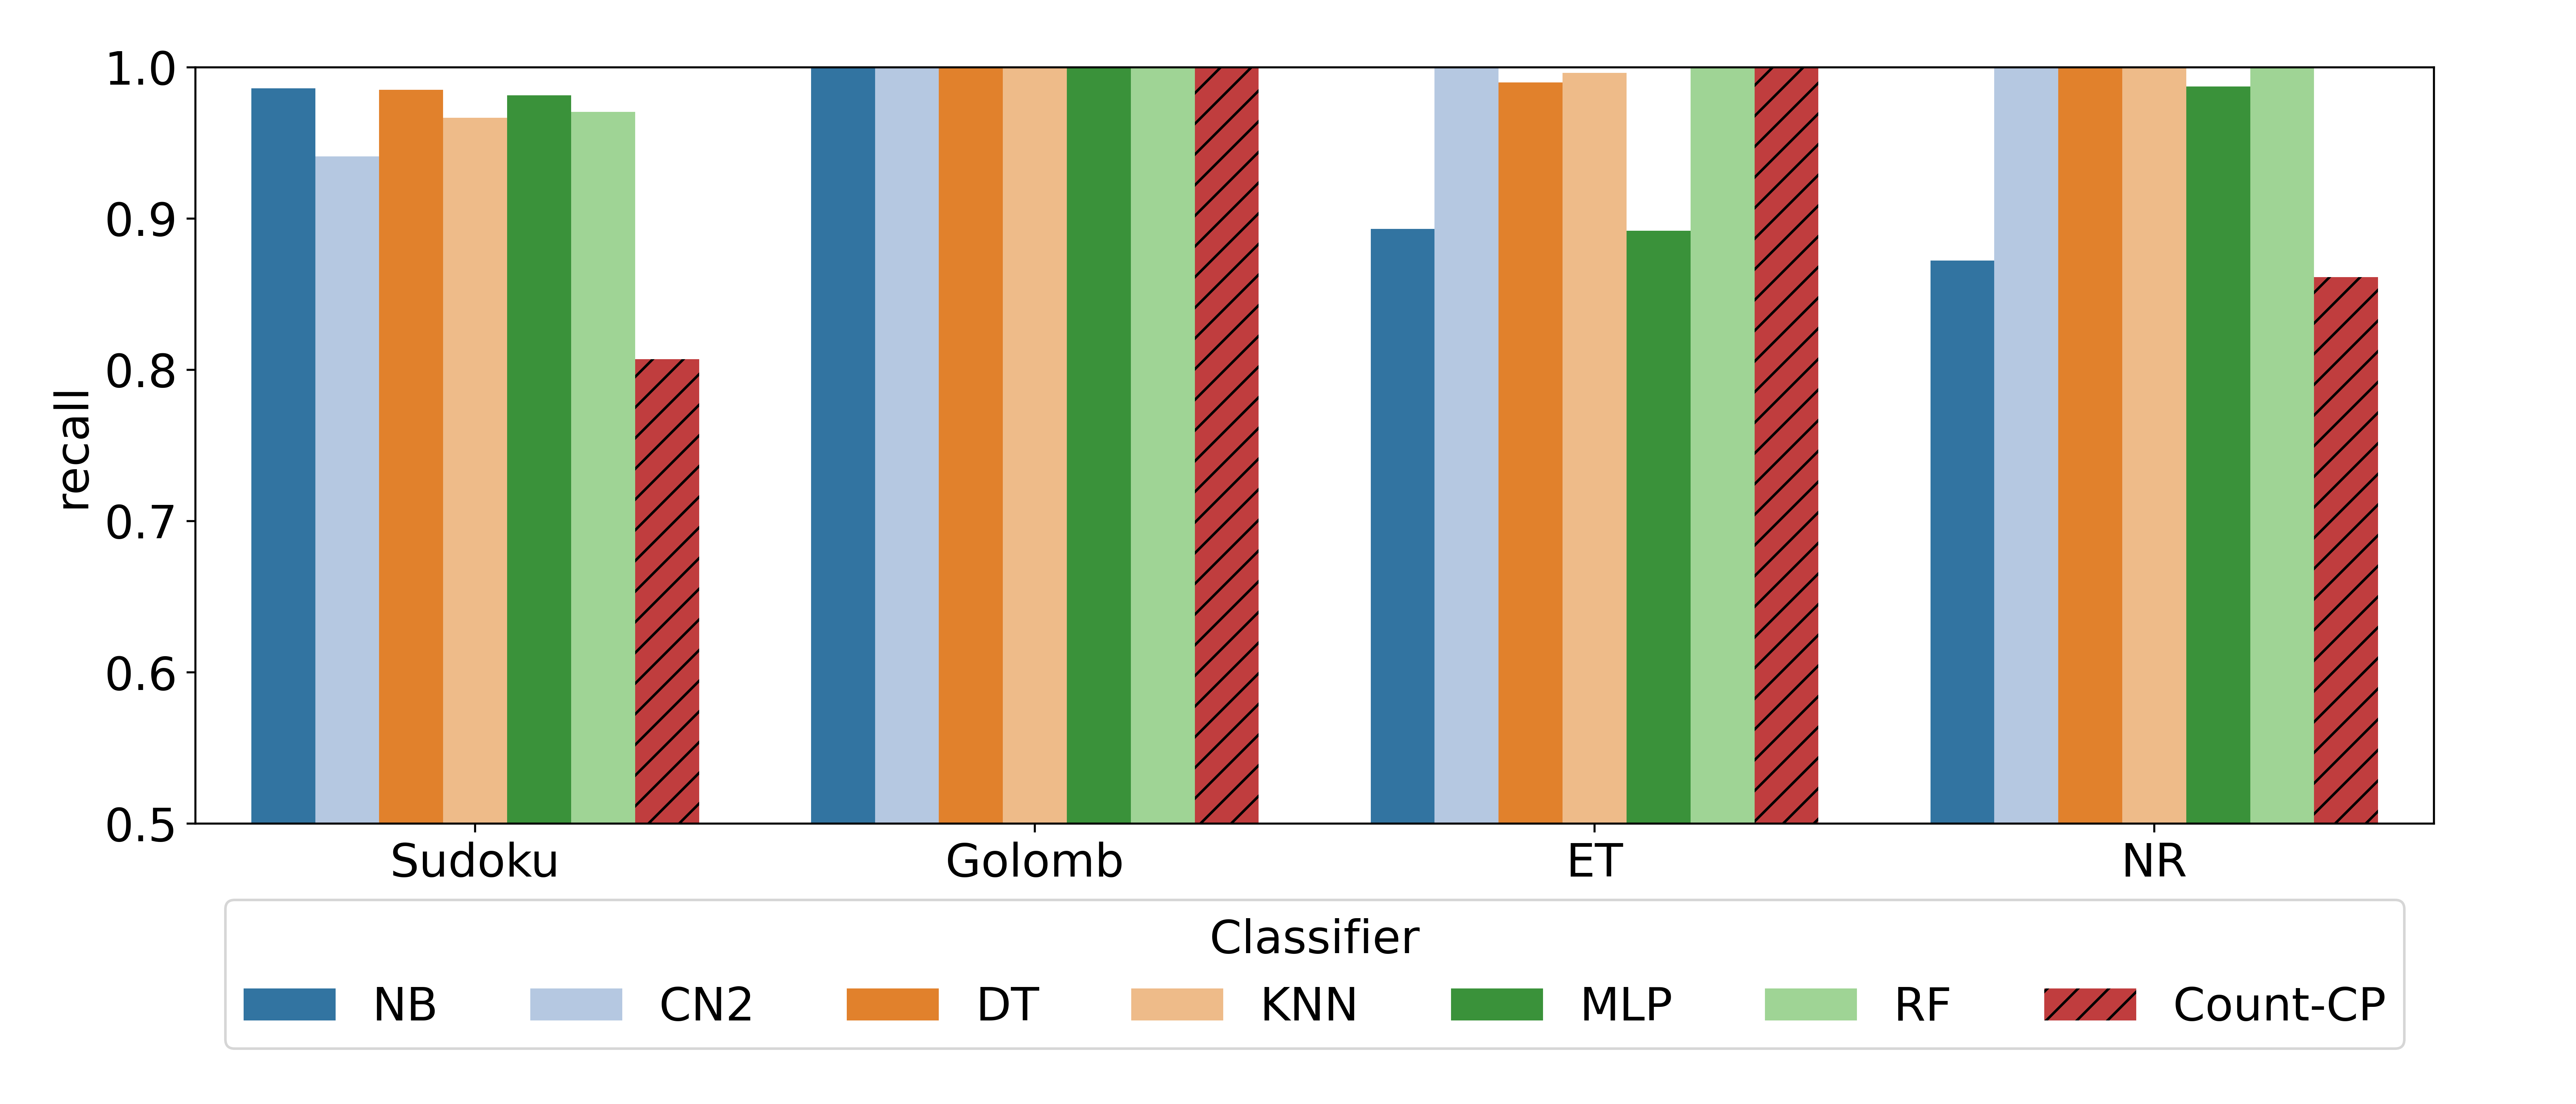 1.0
0.9
0.8
0.7
0.6
0.5
recall
Sudoku Golomb ET NR
Classifier
NB CN2 DT KNN MLP RF Count-CP